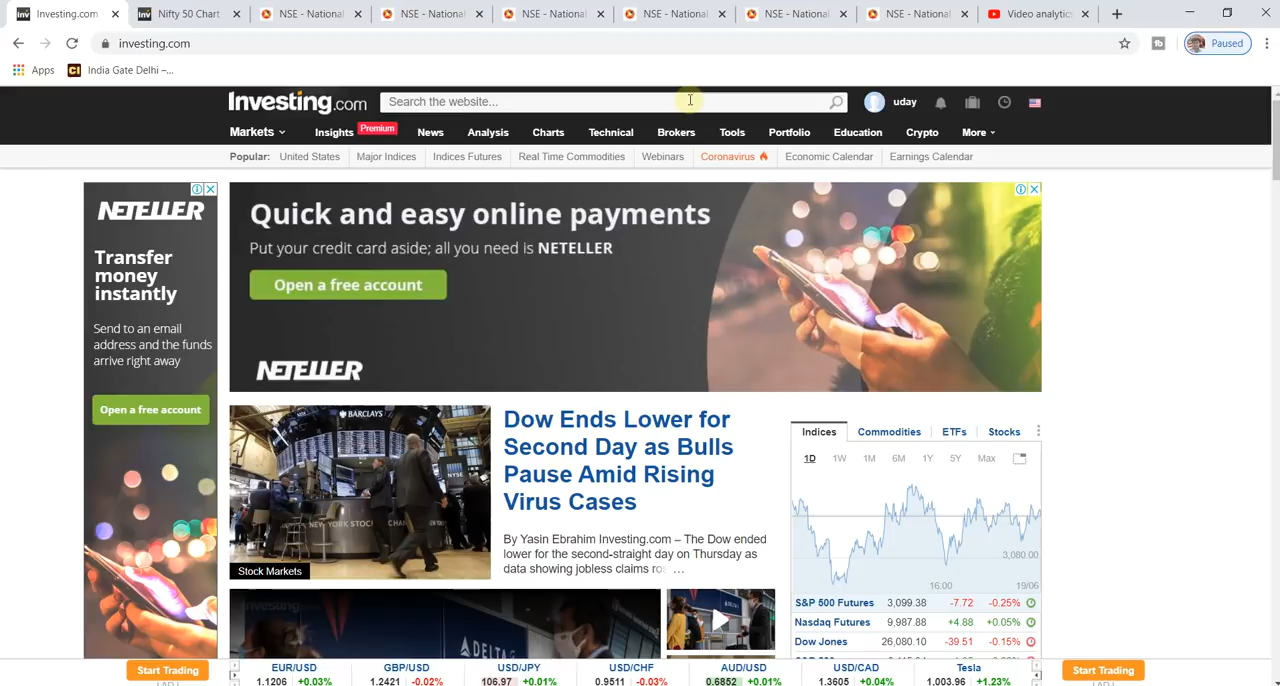 Investing.com
Nifty 50 Chart
NSE - National
NSE - National
NSE - National
NSE - National
NSE - National
NSE - National
Video analytics
investing.com
Paused
Apps
India Gate Delhi –...
Investing.com
Search the website...
uday
Markets
Insights
Premium
News
Analysis
Charts
Technical
Brokers
Tools
Portfolio
Education
Crypto
More
Popular:
United States
Major Indices
Indices Futures
Real Time Commodities
Webinars
Coronavirus
Economic Calendar
Earnings Calendar
NETELLER
Transfer
money
instantly
Send to an email
address and the funds
arrive right away
Open a free account
Quick and easy online payments
Put your credit card aside; all you need is NETELLER
Open a free account
NETELLER
BARCLAYS
NYSE
NEW YORK STOCK
Stock Markets
Dow Ends Lower for
Second Day as Bulls
Pause Amid Rising
Virus Cases
By Yasin Ebrahim Investing.com – The Dow ended
lower for the second-straight day on Thursday as
data showing jobless claims ros ...
Indices
Commodities
ETFs
Stocks
1D
1W
1M
6M
1Y
5Y
Max
3,080.00
16:00
19/06
S&P 500 Futures 3,099.38 -7.72 -0.25%
Nasdaq Futures 9,987.88 +4.88 +0.05%
Dow Jones 26,080.10 -39.51 -0.15%
Investing
DELTA
Start Trading
EUR/USD
1.1206 +0.03%
GBP/USD
1.2421 -0.02%
USD/JPY
106.97 +0.01%
USD/CHF
0.9511 -0.03%
AUD/USD
0.6852 +0.01%
USD/CAD
1.3605 +0.04%
Tesla
1,003.96 +1.23%
Start Trading